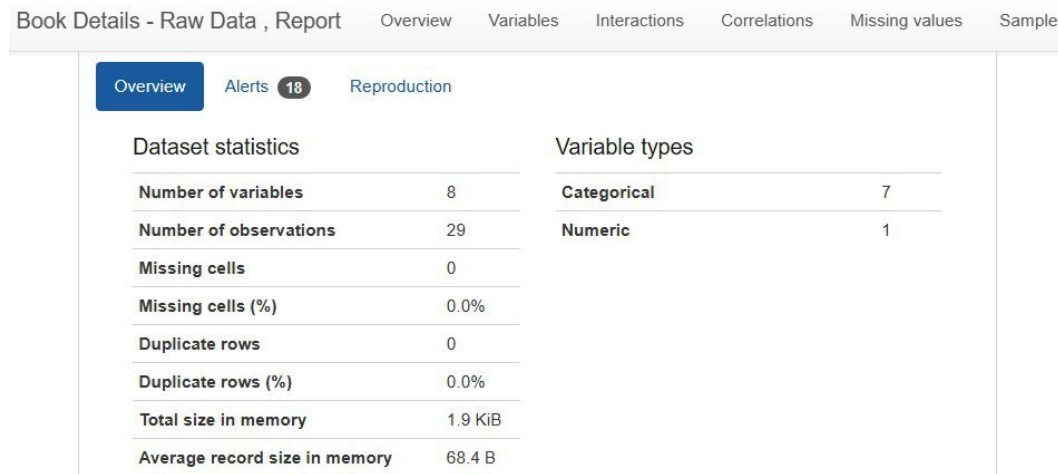 Book Details - Raw Data , Report Overview Variables Interactions Correlations Missing values Sample
Overview Alerts 18 Reproduction
Dataset statistics
Number of variables 8
Number of observations 29
Missing cells 0
Missing cells (%) 0.0%
Duplicate rows 0
Duplicate rows (%) 0.0%
Total size in memory 1.9 KiB
Average record size in memory 68.4 B
Variable types
Categorical 7
Numeric 1